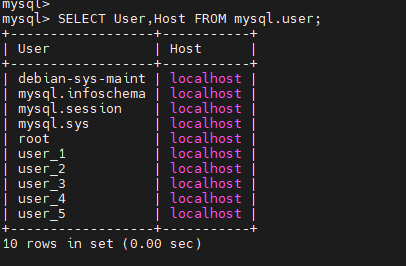 mysql>
mysql> SELECT User,Host FROM mysql.user;
+------------------+-----------+
| User             | Host      |
+------------------+-----------+
| debian-sys-maint | localhost |
| mysql.infoschema | localhost |
| mysql.session    | localhost |
| mysql.sys        | localhost |
| root             | localhost |
| user_1           | localhost |
| user_2           | localhost |
| user_3           | localhost |
| user_4           | localhost |
| user_5           | localhost |
+------------------+-----------+
10 rows in set (0.00 sec)